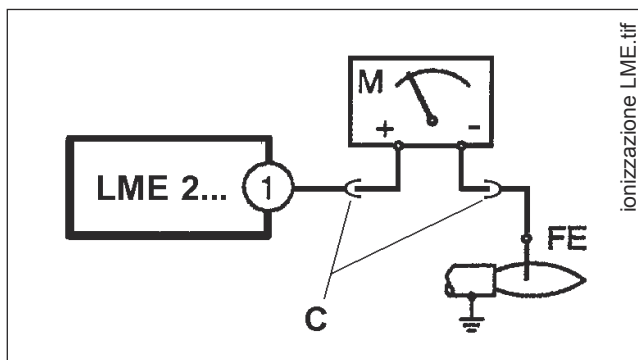 M
+ -
LME 2... 1
FE
C
ionizzazione LME.tif